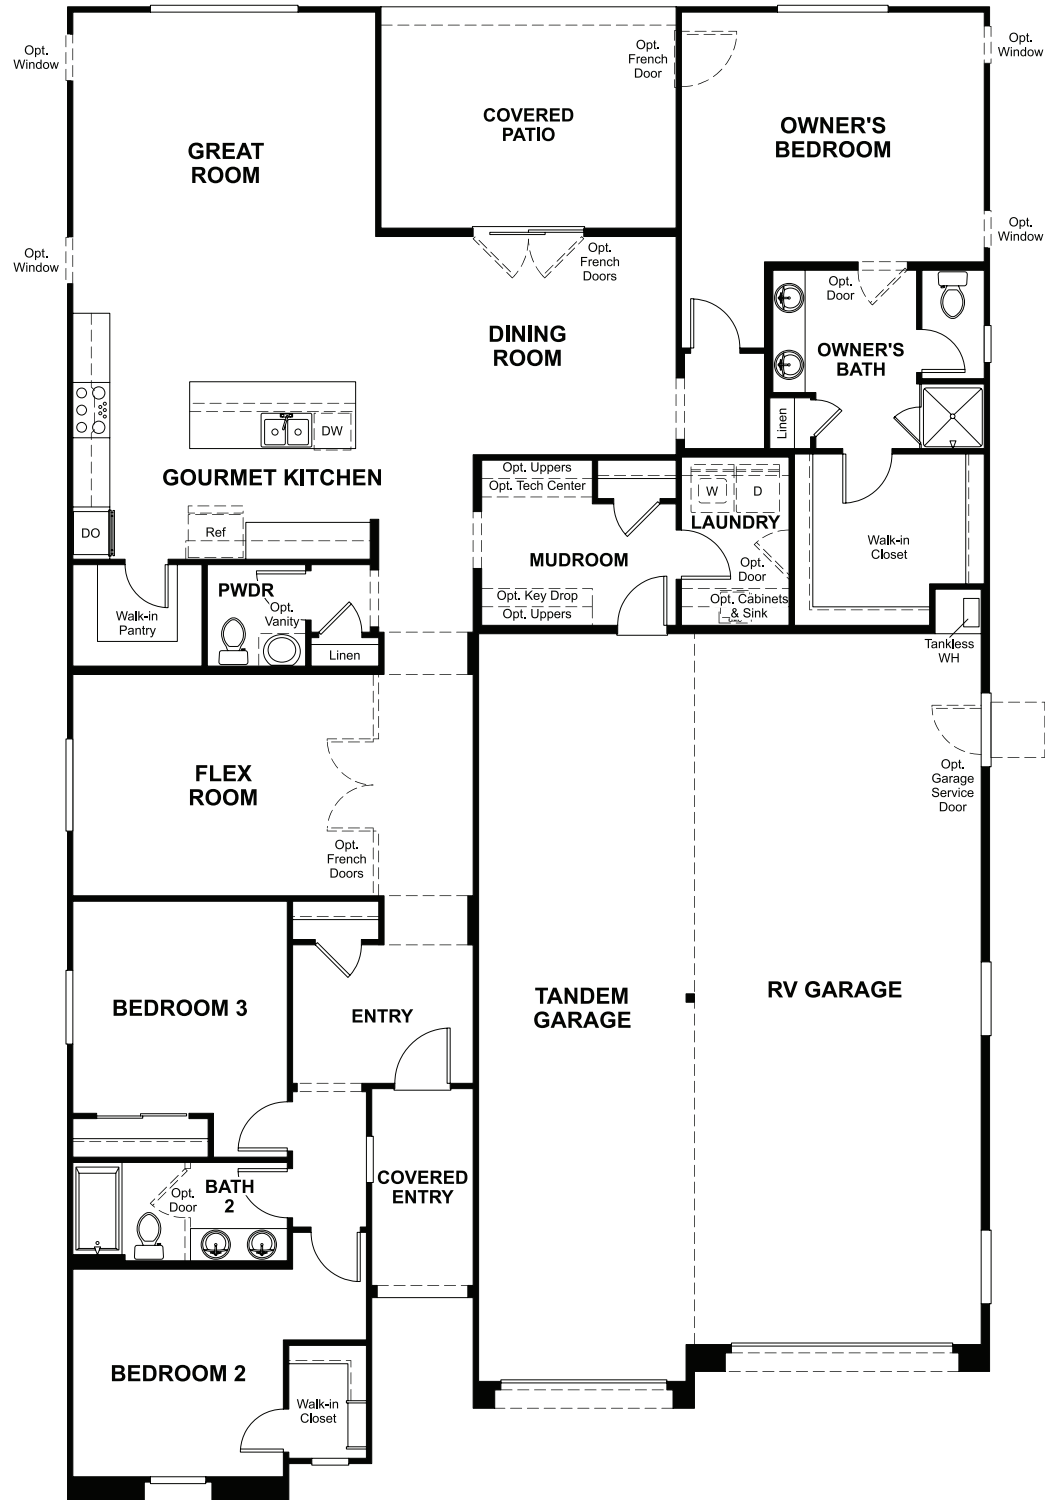 Opt.
Window
Opt.
French
Door
Opt.
Window
COVERED
PATIO
OWNER'S
BEDROOM
GREAT
ROOM
Opt.
Window
Opt.
French
Doors
Opt.
Window
Opt.
Door
DINING
ROOM
OWNER'S
BATH
Linen
DW
GOURMET KITCHEN
Opt. Uppers
Opt. Tech Center
W
D
LAUNDRY
DO
Ref
Walk-in
Closet
MUDROOM
Opt.
Door
PWDR
Opt.
Vanity
Walk-in
Pantry
Opt. Key Drop
Opt. Uppers
Opt. Cabinets
& Sink
Linen
Tankless
WH
FLEX
ROOM
Opt.
French
Doors
Opt.
Garage
Service
Door
BEDROOM 3
ENTRY
TANDEM
GARAGE
RV GARAGE
BATH
2
Opt.
Door
COVERED
ENTRY
BEDROOM 2
Walk-in
Closet